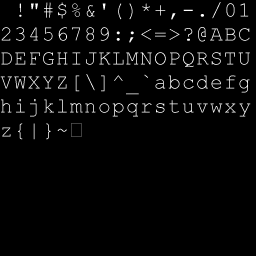 !"#$%&'()*+,-./01
23456789:;<=>?@ABC
DEFGHIJKLMNOPQRSTU
VWXYZ[\]^_`abcdefg
hijklmnopqrstuvwxy
z{|}~□